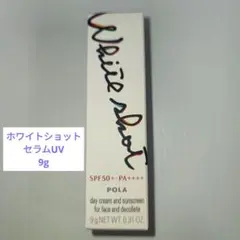 White Shot
SPF50+・PA++++
POLA
day cream and sunscreen
for face and décolleté
9g NET WT. 0.31 OZ.
ホワイトショット
セラムUV
9g